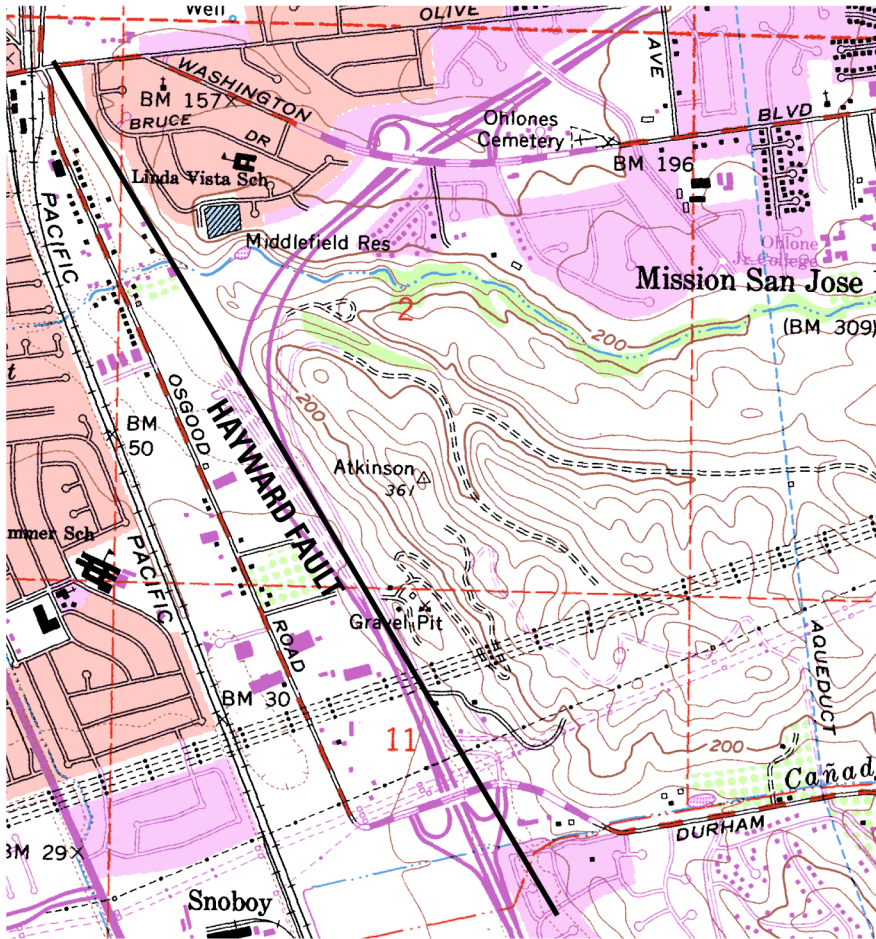 Well
OLIVE
WASHINGTON
AVE
BM 157
BRUCE
DR
Ohlones
Cemetery
BLVD
BM 196
Linda Vista Sch
PACIFIC
Middlefield Res
Ohlone
Jr College
Mission San Jose
2
200
(BM 309)
t
OSGOOD
200
BM
50
HAYWARD FAULT
Atkinson
361
mmer Sch
PACIFIC
Gravel Pit
ROAD
AQUEDUCT
BM 30
11
200
Cañad
DURHAM
BM 29
Snoboy